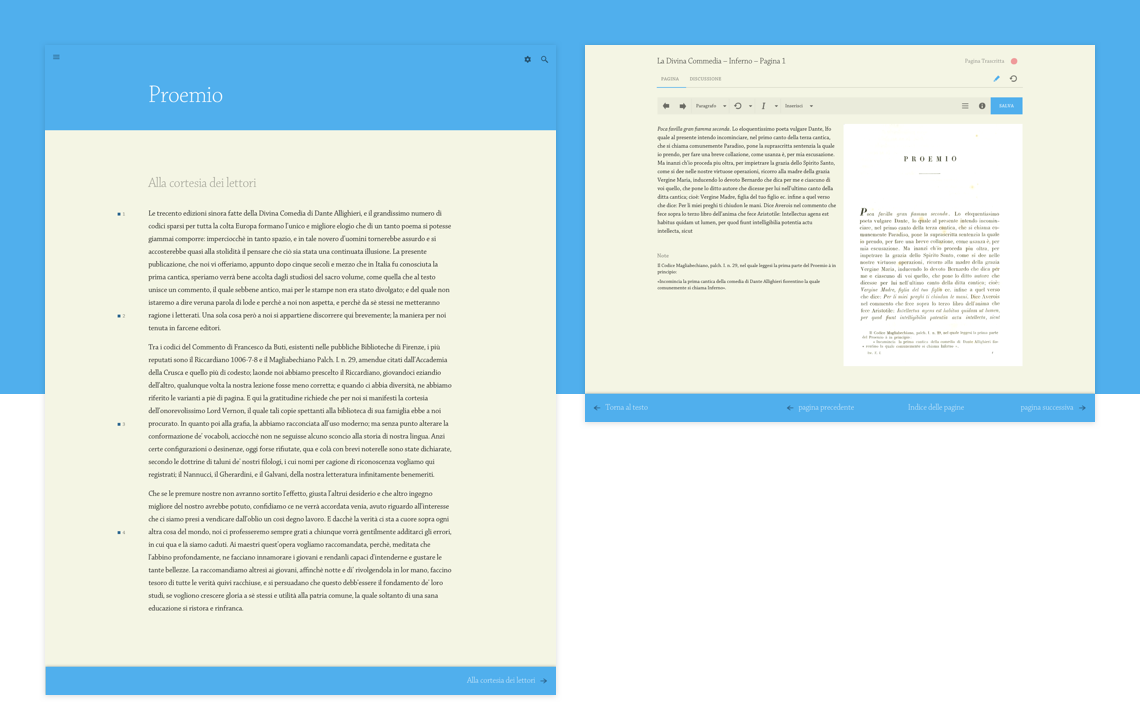 Proemio
Alla cortesia dei lettori
1
Le trecento edizioni sinora fatte della Divina Comedia di Dante Allighieri, e il grandissimo numero di
codici sparsi per tutta la colta Europa formano l'unico e migliore elogio che di un tanto poema si potesse
giammai comporre: imperciocché in tanto spazio, e in tale novero d'uomini tornerebbe assurdo e si
accosterebbe quasi alla stolidità il pensare che ciò sia stata una continuata illusione. La presente
publicazione, che noi vi offeriamo, appunto dopo cinque secoli e mezzo che in Italia fu conosciuta la
prima cantica, speriamo verrà bene accolta dagli studiosi del sacro volume, come quella che al testo
unisce un commento, il quale sebbene antico, mai per le stampe non era stato divolgato; e del quale non
istaremo a dire veruna parola di lode e perché a noi non aspetta, e perché da sé stessi ne metteranno
2
ragione i letterati. Una sola cosa però a noi si appartiene discorrere qui brevemente; la maniera per noi
tenuta in farcene editori.
Tra i codici del Commento di Francesco da Buti, esistenti nelle pubbliche Biblioteche di Firenze, i più
reputati sono il Riccardiano 1006-7-8 e il Magliabechiano Palch. I. n. 29, amendue citati dall'Accademia
della Crusca e quello più di codesto; laonde noi abbiamo prescelto il Riccardiano, giovandoci eziandio
dell'altro, qualunque volta la nostra lezione fosse meno corretta; e quando ci abbia diversità, ne abbiamo
riferito le varianti a piè di pagina. E qui la gratitudine richiede che per noi si manifesti la cortesia
dell'onorevolissimo Lord Vernon, il quale tali copie spettanti alla biblioteca di sua famiglia ebbe a noi
3
procurato. In quanto poi alla grafia, la abbiamo racconciata all'uso moderno; ma senza punto alterare la
conformazione de' vocaboli, acciocché non ne seguisse alcuno sconcio alla storia di nostra lingua. Anzi
certe configurazioni o desinenze, oggi forse rifiutate, qua e colà con brevi noterelle sono state dichiarate,
secondo le dottrine di taluni de' nostri filologi, i cui nomi per cagione di riconoscenza vogliamo qui
registrati; il Nannucci, il Gherardini, e il Galvani, della nostra letteratura infinitamente benemeriti.
Che se le premure nostre non avranno sortito l'effetto, giusta l'altrui desiderio e che altro ingegno
migliore del nostro avrebbe potuto, confidiamo ce ne verrà accordata venia, avuto riguardo all'interesse
che ci siamo presi a vendicare dall'oblio un così degno lavoro. E dacché la verità ci sta a cuore sopra ogni
4
altra cosa del mondo, noi ci professeremo sempre grati a chiunque vorrà gentilmente additarci gli errori,
in cui qua e là siamo caduti. Ai maestri quest'opera vogliamo raccomandata, perché, meditata che
l'abbino profondamente, ne facciano innamorare i giovani e rendanli capaci d'intenderne e gustare le
tante bellezze. La raccomandiamo altresì ai giovani, affinché notte e di' rivolgendola in lor mano, faccino
tesoro di tutte le verità quivi racchiuse, e si persuadano che questo debb'essere il fondamento de' loro
studi, se vogliono crescere gloria a sé stessi e utilità alla patria comune, la quale soltanto di una sana
educazione si ristora e rinfranca.
Alla cortesia dei lettori
La Divina Commedia – Inferno – Pagina 1
Pagina Trascritta
PAGINA DISCUSSIONE
Paragrafo I Inserisci SALVA
Poca favilla gran fiamma seconda. Lo eloquentissimo poeta vulgare Dante, lfo
quale al presente intendo incominciare, nel primo canto della terza cantica,
che si chiama comunemente Paradiso, pone la soprascritta sentenzia la quale
io prendo, per fare una breve collazione, come usanza è, per mia escusazione.
Ma inanzi ch'io proceda più oltra, per impietrare la grazia dello Spirito Santo,
come si dee nelle nostre virtuose operazioni, ricorro alla madre della grazia
Vergine Maria, inducendo lo devoto Bernardo che dica per me e ciascuno di
voi quello, che pone lo ditto autore che dicesse per lui nell'ultimo canto della
ditta cantica; cioè: Vergine Madre, figlia del tuo figlio ec. infine a quel verso
che dice: Per li miei preghi ti chiudon le mani. Dice Averois nel commento che
fece sopra lo terzo libro dell'anima che fece Aristotile: Intellectus agens est
habitus quidam ut lumen, per quod fiunt intelligibilia potentia actu
intellecta, sicut
Note
Il Codice Magliabechiano, palch. I. n. 29, nel quale leggesi la prima parte del Proemio à in
principio:
«Incomincia la prima cantica della comedia di Dante Allighieri fiorentino la quale
comunemente si chiama Inferno».
PROEMIO
Poca favilla gran fiamma seconda. Lo eloquentissimo
poeta vulgare Dante, lo quale al presente intendo incomin-
ciare, nel primo canto della terza cantica, che si chiama co-
munemente Paradiso, pone la soprascritta sentenzia la quale
io prendo, per fare una breve collazione, come usanza è, per
mia escusazione. Ma inanzi ch'io proceda più oltra, per
impetrare la grazia dello Spirito Santo, come si dee nelle
nostre virtuose operazioni, ricorro alla madre della grazia
Vergine Maria, inducendo lo devoto Bernardo che dica per
me e ciascuno di voi quello, che pone lo ditto autore che
dicesse per lui nell'ultimo canto della ditta cantica; cioè:
Vergine Madre, figlia del tuo figlio ec. infine a quel verso
che dice: Per li miei preghi ti chiudon le mani. Dice Averois
nel comento che fece sopra lo terzo libro dell'anima che
fece Aristotile: Intellectus agens est habitus quidam ut lumen,
per quod fiunt intelligibilia potentia actu intellecta, sicut
Il Codice Magliabechiano, palch. I. n. 29, nel quale leggesi la prima parte
del Proemio à in principio:
« Incomincia la prima cantica della comedia di Dante Allighieri fiorentino la
quale comunemente si chiama Inferno ».
Torna al testo pagina precedente Indice delle pagine pagina successiva